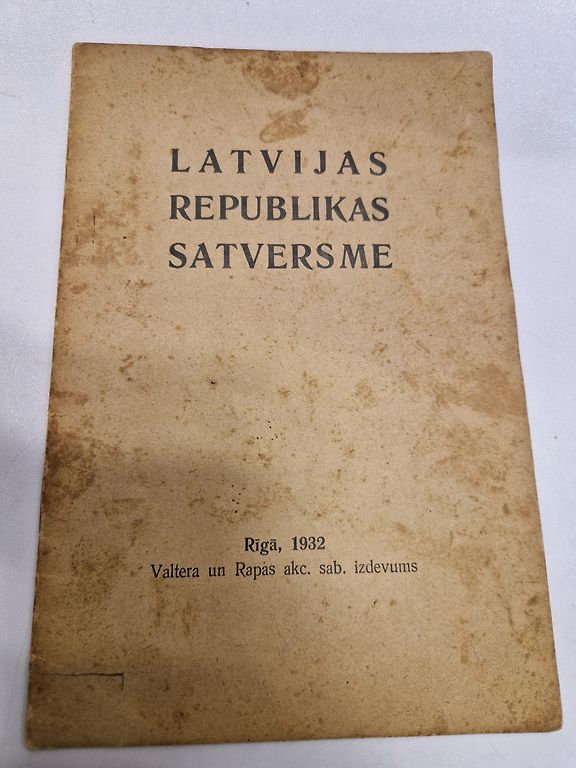 LATVIJAS
REPUBLIKAS
SATVERSME
Rīgā, 1932
Valtera un Rapas akc. sab. izdevums